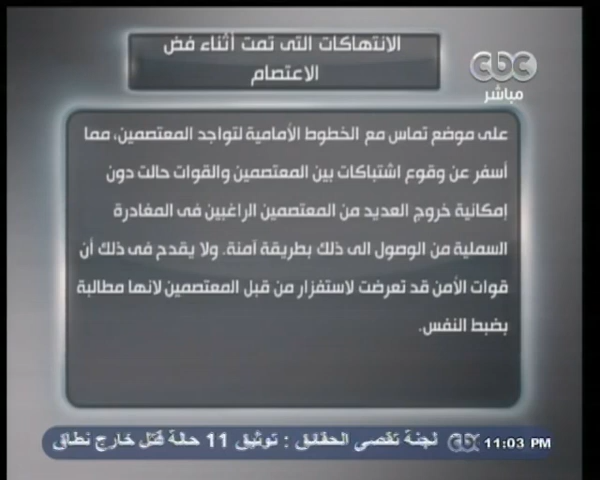 الانتهاكات التى تمت أثناء فض
الاعتصام
cbc
مباشر
على موضع تماس مع الخطوط الأمامية لتواجد المعتصمين، مما
أسفر عن وقوع اشتباكات بين المعتصمين والقوات حالت دون
إمكانية خروج العديد من المعتصمين الراغبين فى المغادرة
السملية من الوصول الى ذلك بطريقة آمنة. ولا يقدح فى ذلك أن
قوات الأمن قد تعرضت لاستفزار من قبل المعتصمين لانها مطالبة
بضبط النفس.
لجنة تقصى الحقائق : توثيق 11 حالة قتل خارج نطاق
cbc 11:03 PM